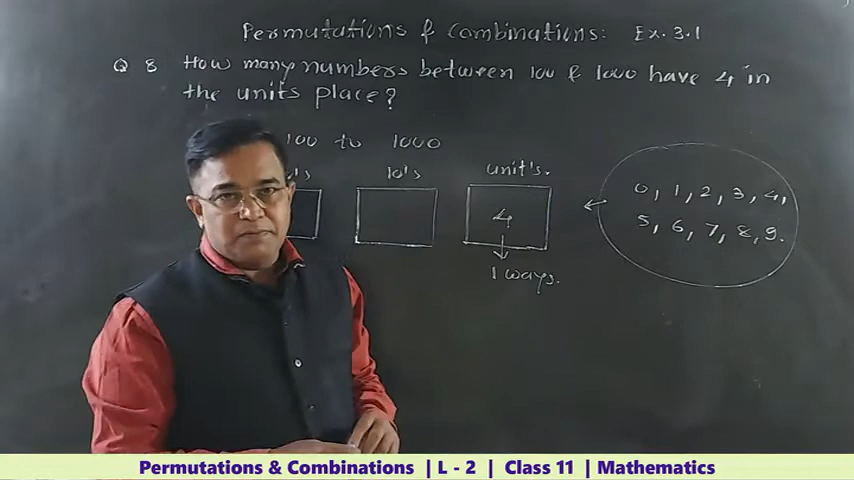 Permutations & Combinations: Ex. 3.1
Q 8 How many numbers between 100 & 1000 have 4 in
the units place?
100 to 1000
10's unit's.
4
1 ways.
0, 1, 2, 3, 4,
5, 6, 7, 8, 9.
Permutations & Combinations | L - 2 | Class 11 | Mathematics